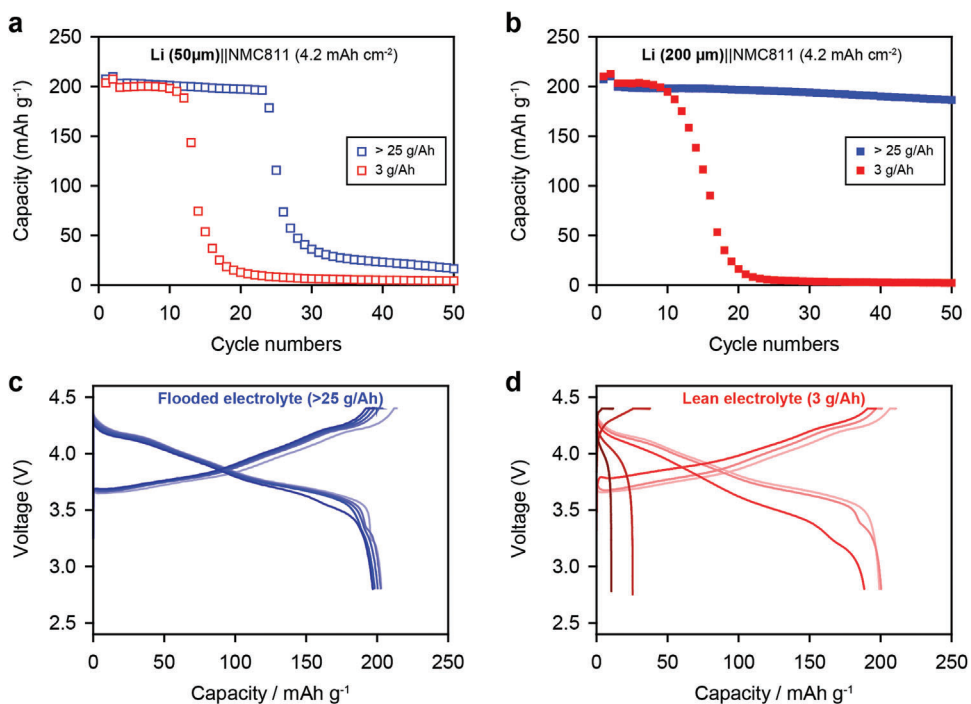 a
Li (50µm)||NMC811 (4.2 mAh cm⁻²)
250
200
150
100
200
50
0
Capacity (mAh g⁻¹)
> 25 g/Ah
3 g/Ah
0 10 20 30 40 50
Cycle numbers
b
Li (200 µm)||NMC811 (4.2 mAh cm⁻²)
250
200
150
100
200
50
0
Capacity (mAh g⁻¹)
> 25 g/Ah
3 g/Ah
0 10 20 30 40 50
Cycle numbers
c
Flooded electrolyte (>25 g/Ah)
4.5
4.0
3.5
3.0
2.5
Voltage (V)
0 50 100 150 200 250
Capacity / mAh g⁻¹
d
Lean electrolyte (3 g/Ah)
4.5
4.0
3.5
3.0
2.5
Voltage (V)
0 50 100 150 200 250
Capacity / mAh g⁻¹